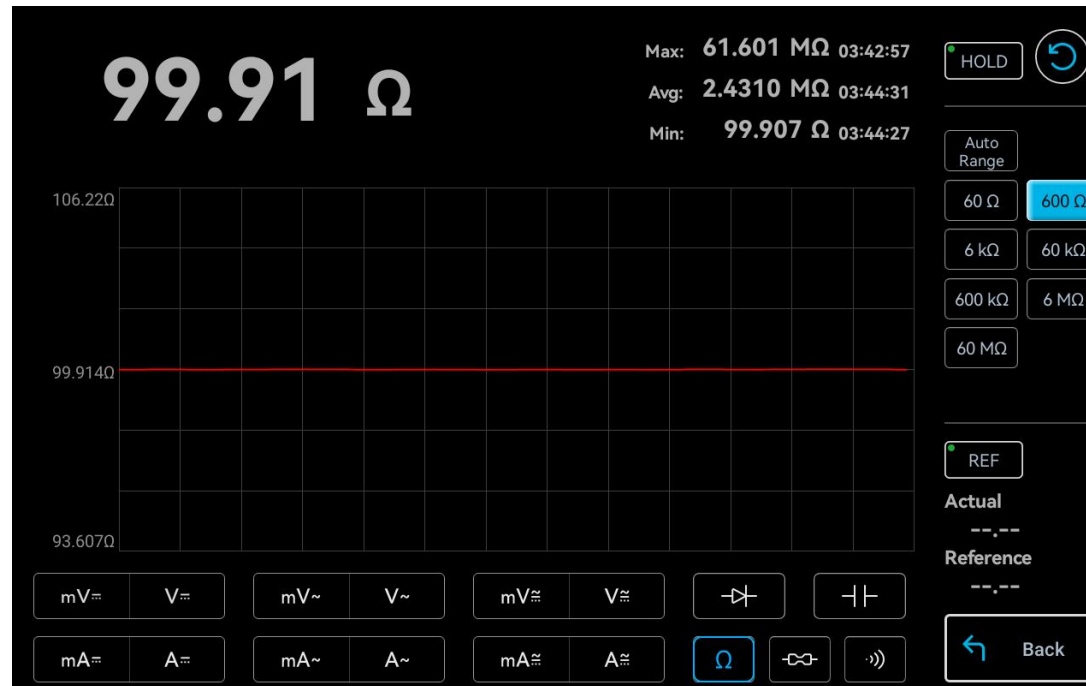 99.91 Ω
Max: 61.601 MΩ 03:42:57
Avg: 2.4310 MΩ 03:44:31
Min: 99.907 Ω 03:44:27
HOLD
Auto
Range
60 Ω 600 Ω
6 kΩ 60 kΩ
600 kΩ 6 MΩ
60 MΩ
106.22Ω
99.914Ω
93.607Ω
REF
Actual
--.--
Reference
--.--
mV⎓ V⎓ mV~ V~ mV≅ V≅
mA⎓ A⎓ mA~ A~ mA≅ A≅ Ω
Back